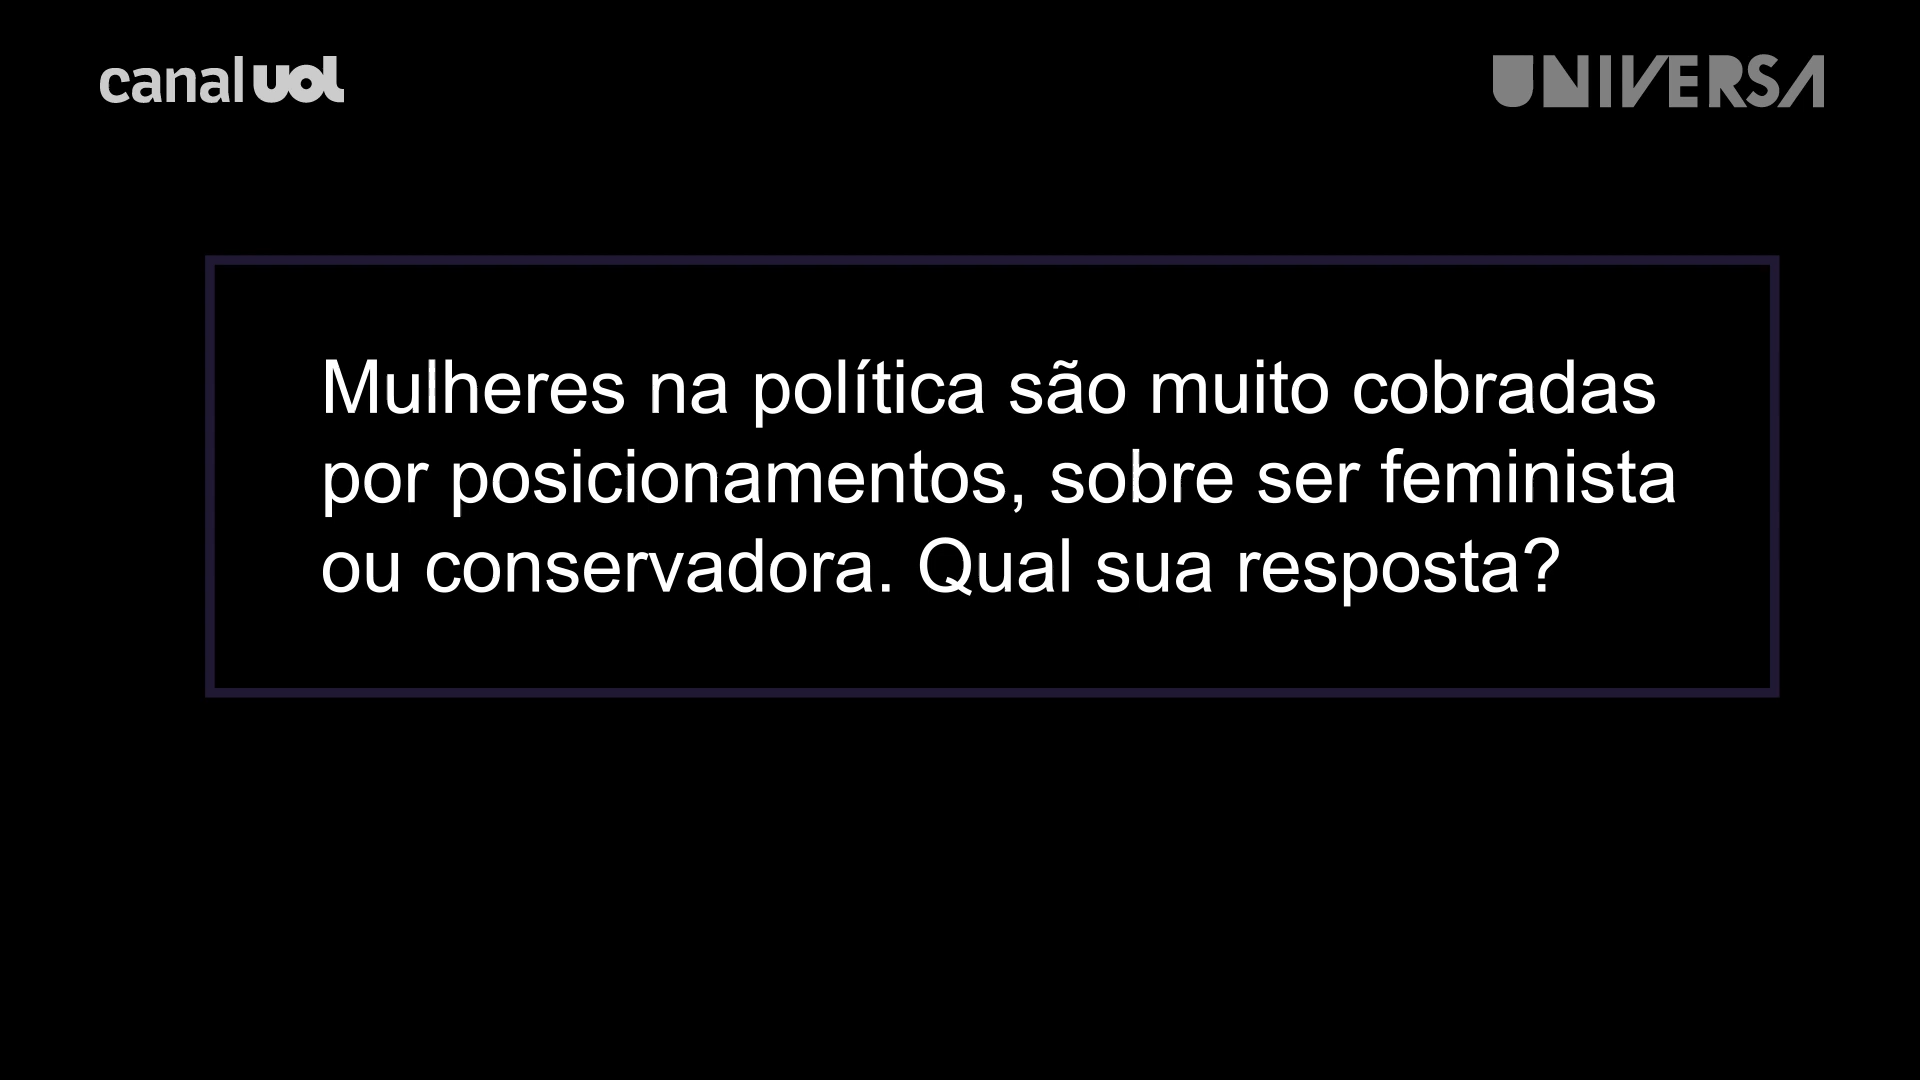 canal uol
UNIVERSA
Mulheres na política são muito cobradas
por posicionamentos, sobre ser feminista
ou conservadora. Qual sua resposta?